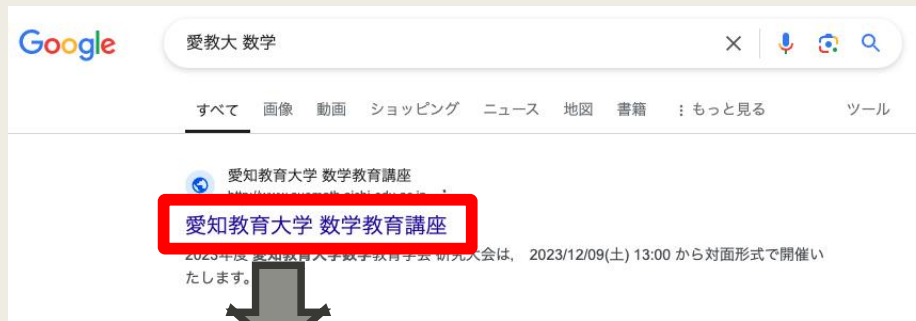 Google
愛教大 数学
すべて 画像 動画 ショッピング ニュース 地図 書籍 : もっと見る ツール
愛知教育大学 数学教育講座
愛知教育大学 数学教育講座
2023年度 愛知教育大学数学教育学会 研究大会は, 2023/12/09(土) 13:00 から対面形式で開催い
たします。